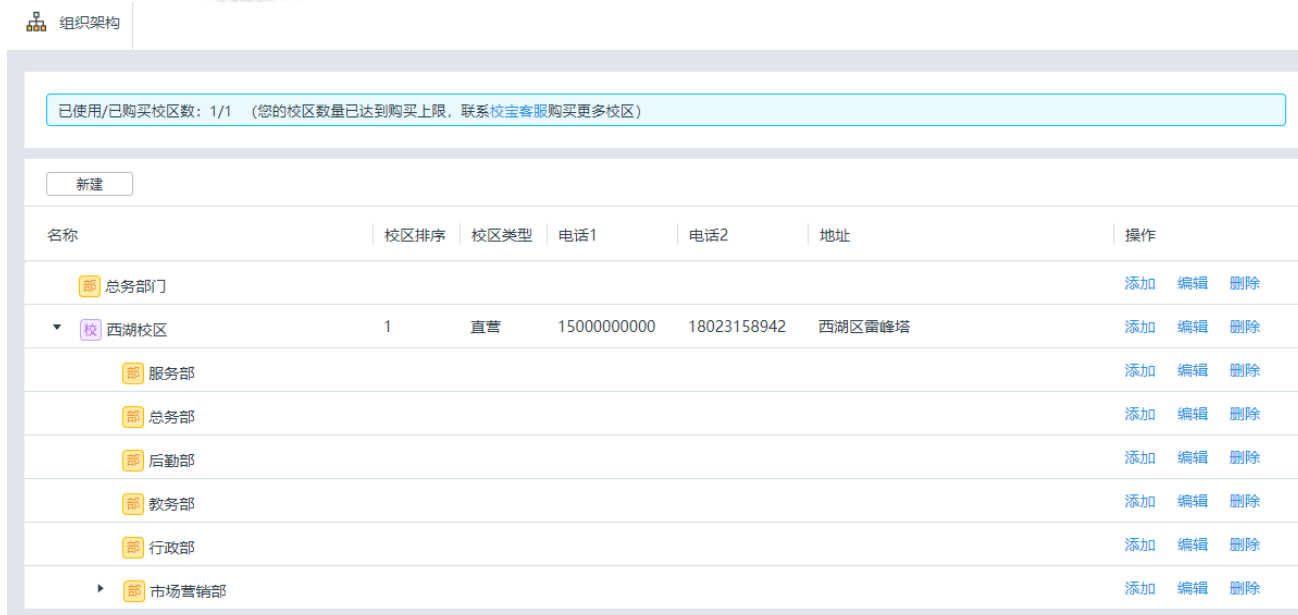 组织架构
已使用/已购买校区数：1/1 （您的校区数量已达到购买上限，联系校宝客服购买更多校区）
新建
名称 校区排序 校区类型 电话1 电话2 地址 操作
部 总务部门 添加 编辑 删除
校 西湖校区 1 直营 15000000000 18023158942 西湖区雷峰塔 添加 编辑 删除
部 服务部 添加 编辑 删除
部 总务部 添加 编辑 删除
部 后勤部 添加 编辑 删除
部 教务部 添加 编辑 删除
部 行政部 添加 编辑 删除
部 市场营销部 添加 编辑 删除